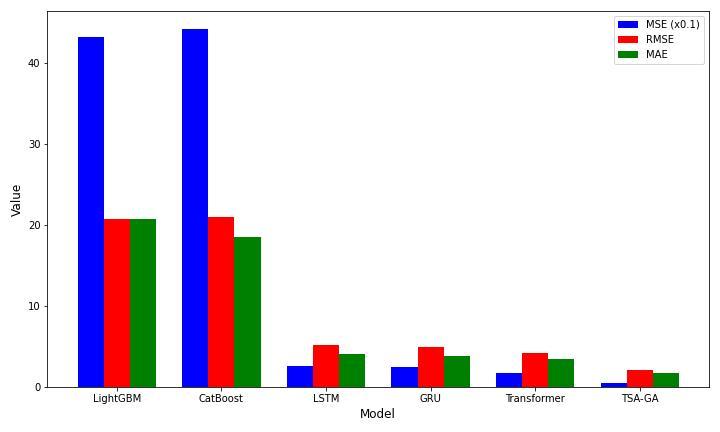 MSE (x0.1)
RMSE
MAE
40
30
20
10
0
Value
LightGBM CatBoost LSTM GRU Transformer TSA-GA
Model